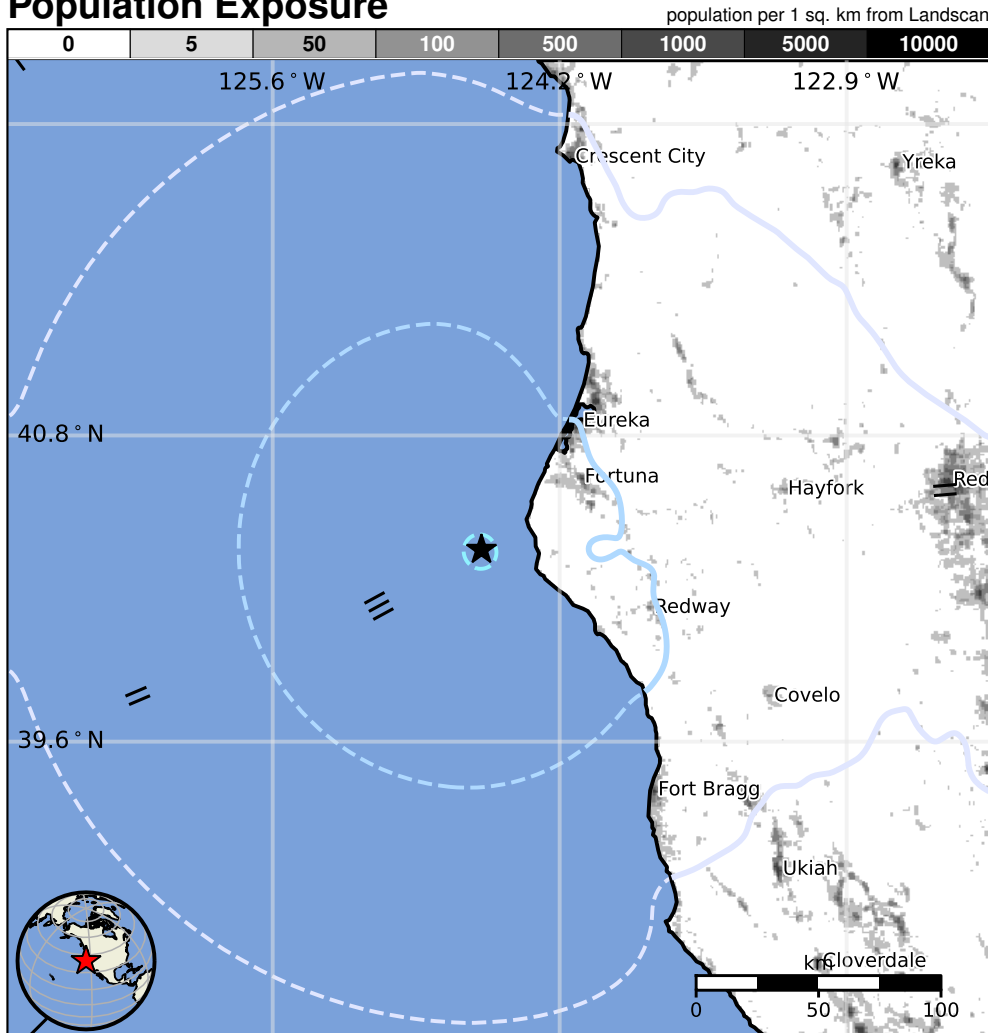 Population Exposure
population per 1 sq. km from Landscan
0 5 50 100 500 1000 5000 10000
125.6°W 124.2°W 122.9°W
Crescent City
Yreka
Eureka
40.8°N
Fortuna
Hayfork
Red
Redway
Covelo
39.6°N
Fort Bragg
Ukiah
Cloverdale
km
0 50 100